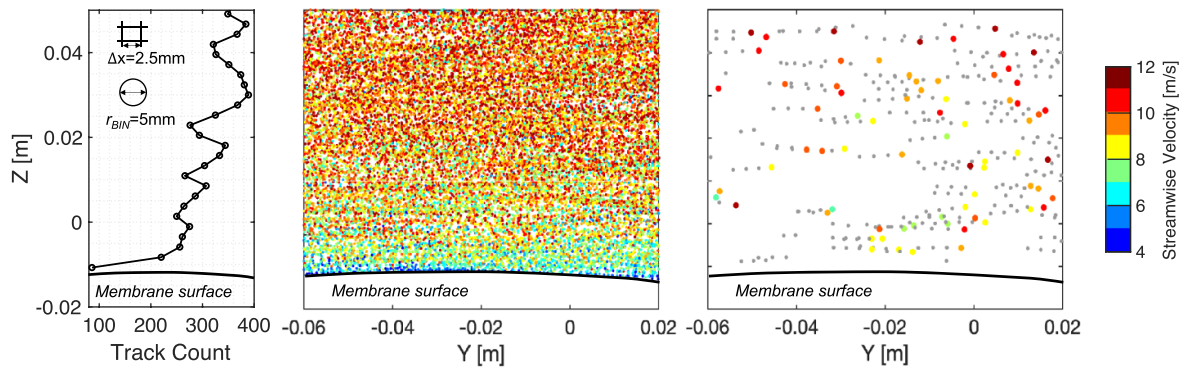 0.04
0.02
0
-0.02
Z [m]
Δx=2.5mm
rBIN=5mm
Membrane surface
100 200 300 400
Track Count
Membrane surface
-0.06 -0.04 -0.02 0 0.02
Y [m]
Membrane surface
-0.06 -0.04 -0.02 0 0.02
Y [m]
12
10
8
6
4
Streamwise Velocity [m/s]